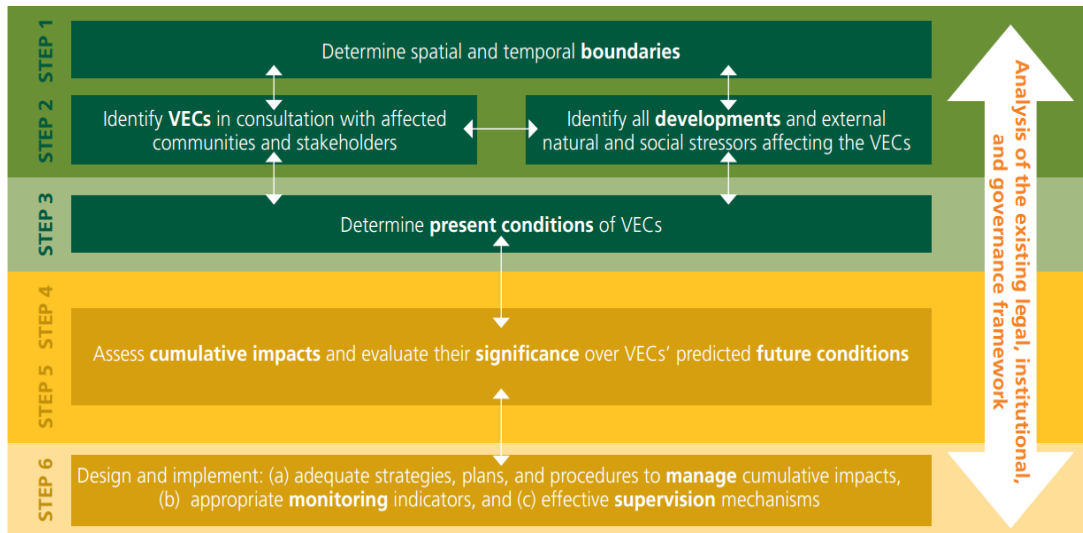 STEP 1
Determine spatial and temporal boundaries
STEP 2
Identify VECs in consultation with affected
communities and stakeholders
Identify all developments and external
natural and social stressors affecting the VECs
STEP 3
Determine present conditions of VECs
STEP 4
STEP 5
Assess cumulative impacts and evaluate their significance over VECs’ predicted future conditions
STEP 6
Design and implement: (a) adequate strategies, plans, and procedures to manage cumulative impacts,
(b) appropriate monitoring indicators, and (c) effective supervision mechanisms
Analysis of the existing legal, institutional,
and governance framework